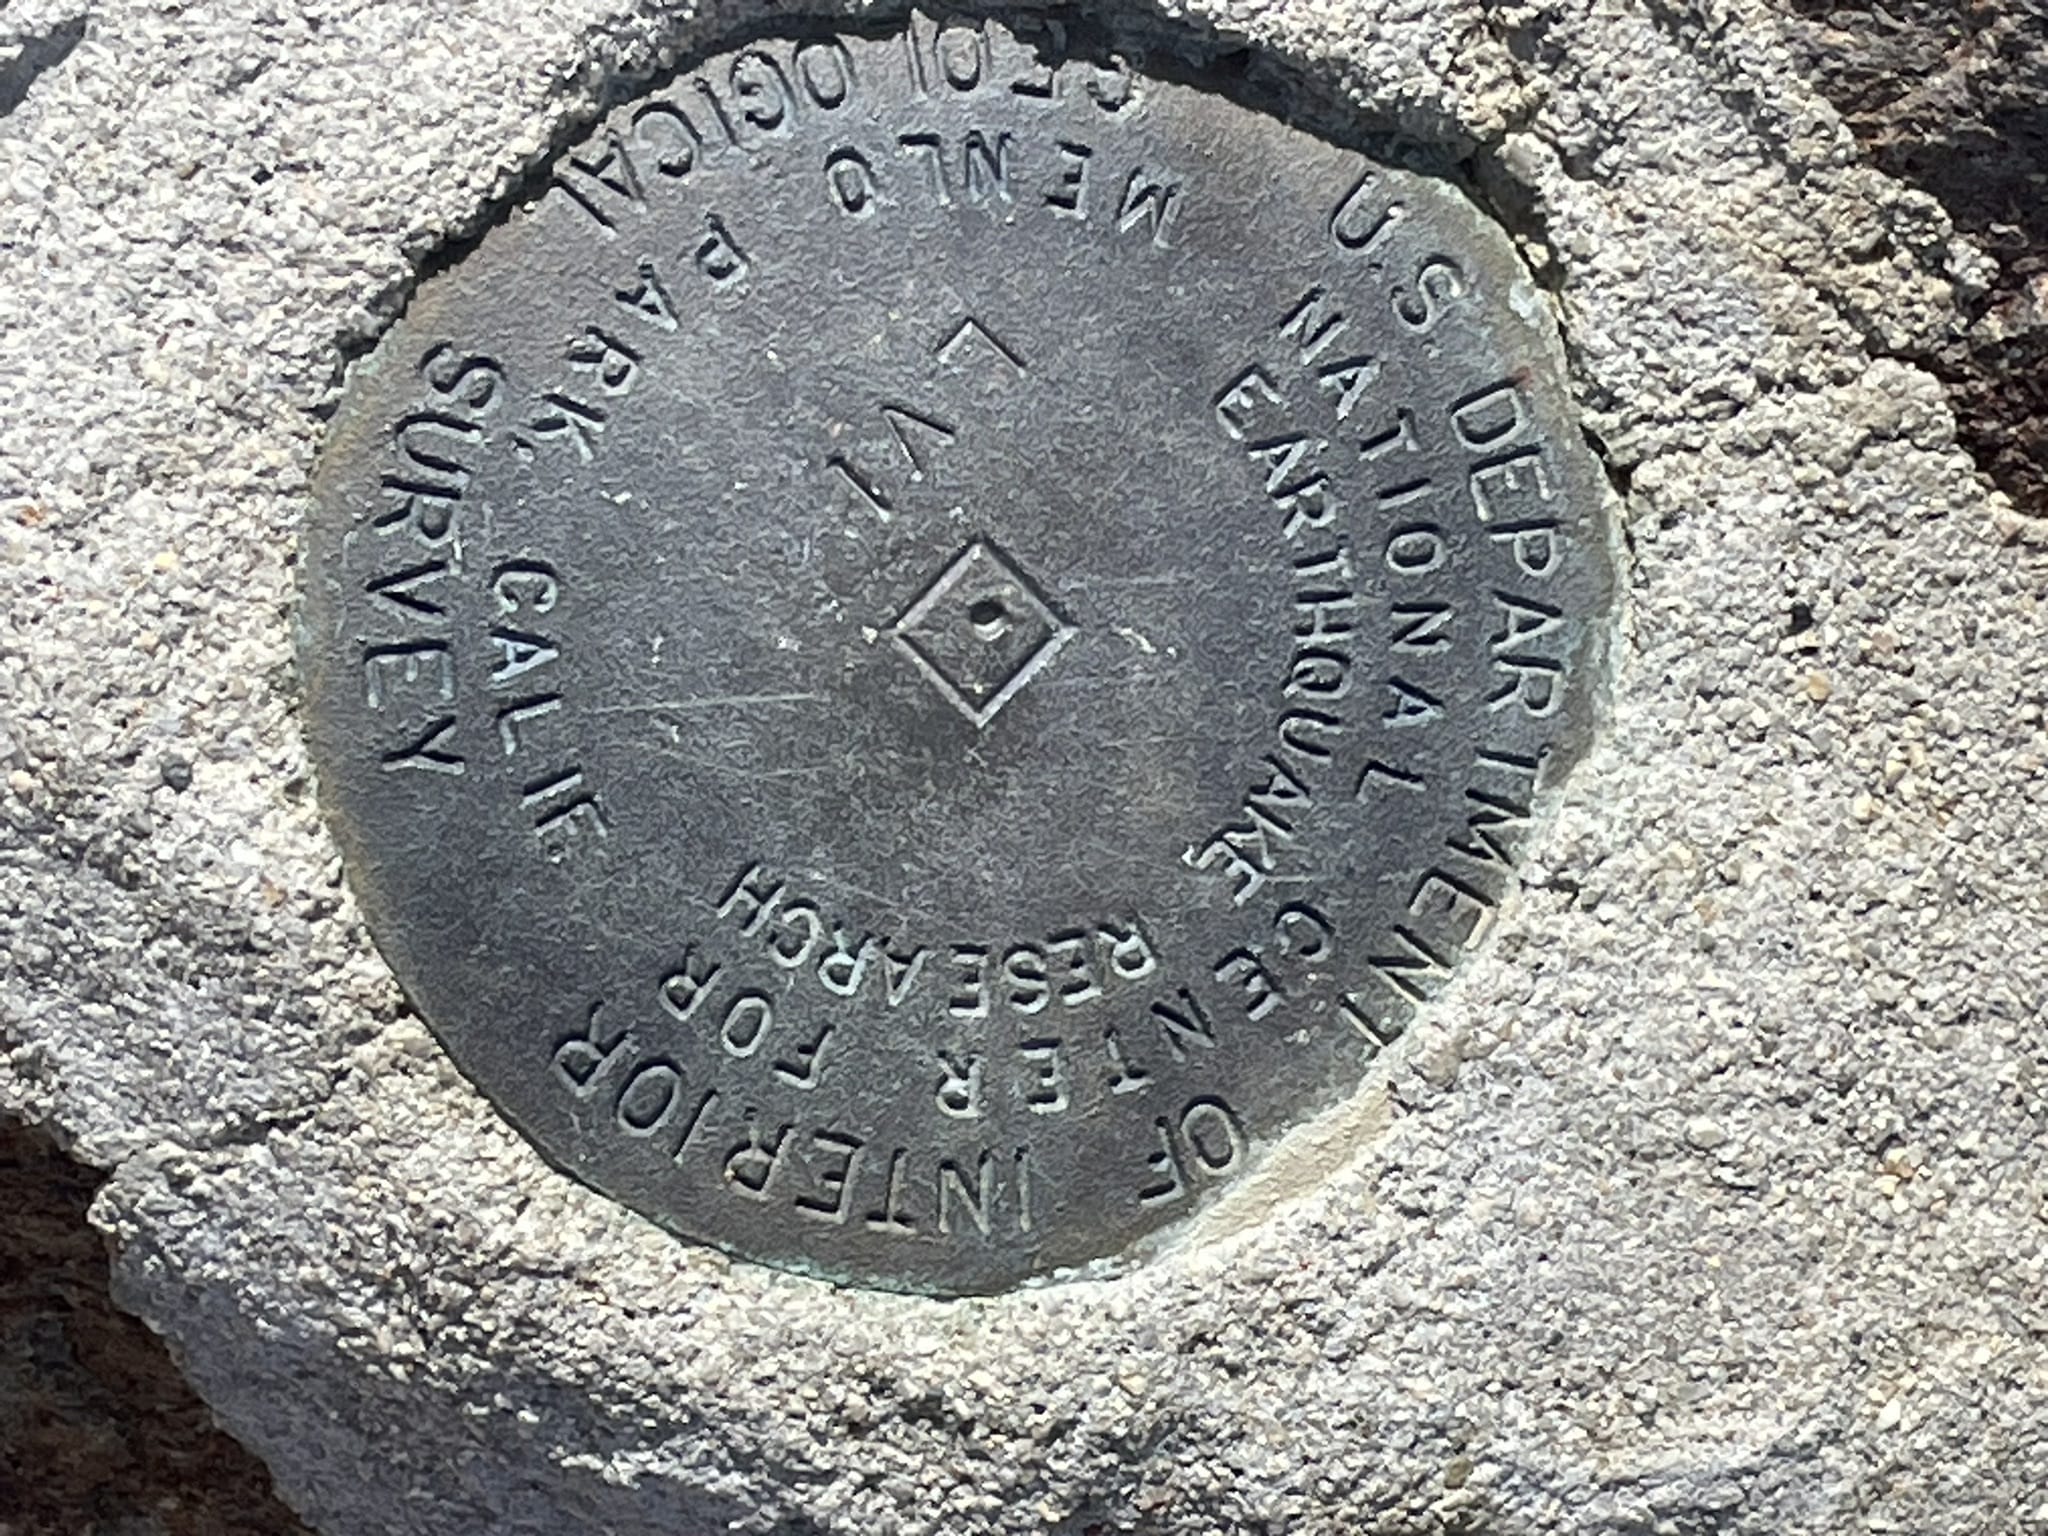 U.S. DEPARTMENT OF INTERIOR
GEOLOGICAL SURVEY
NATIONAL CENTER FOR
EARTHQUAKE RESEARCH
MENLO PARK, CALIF
LV1